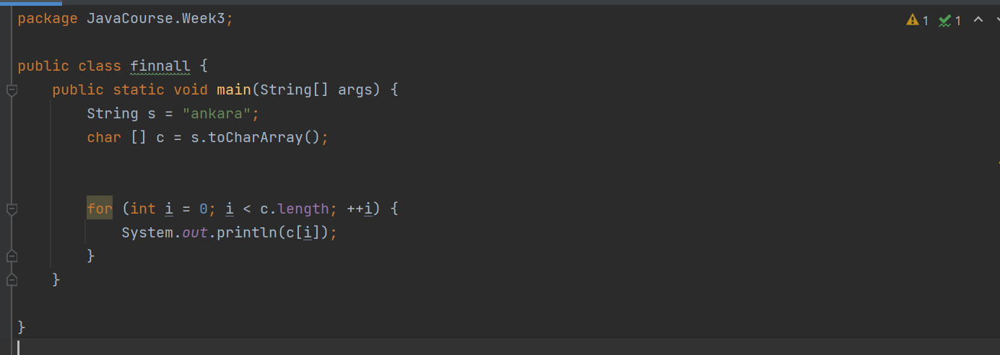 package JavaCourse.Week3;
1 1
public class finnall {
public static void main(String[] args) {
String s = "ankara";
char [] c = s.toCharArray();
for (int i = 0; i < c.length; ++i) {
System.out.println(c[i]);
}
}
}